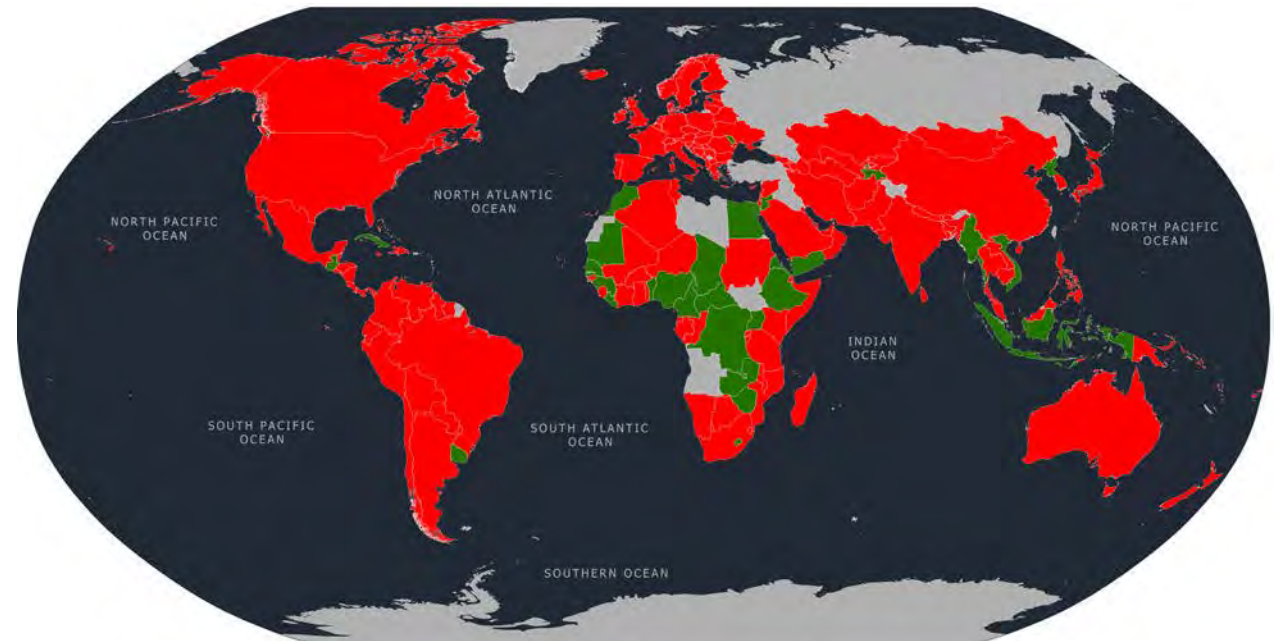 NORTH ATLANTIC
OCEAN
NORTH PACIFIC
OCEAN
NORTH PACIFIC
OCEAN
INDIAN
OCEAN
SOUTH PACIFIC
OCEAN
SOUTH ATLANTIC
OCEAN
SOUTHERN OCEAN